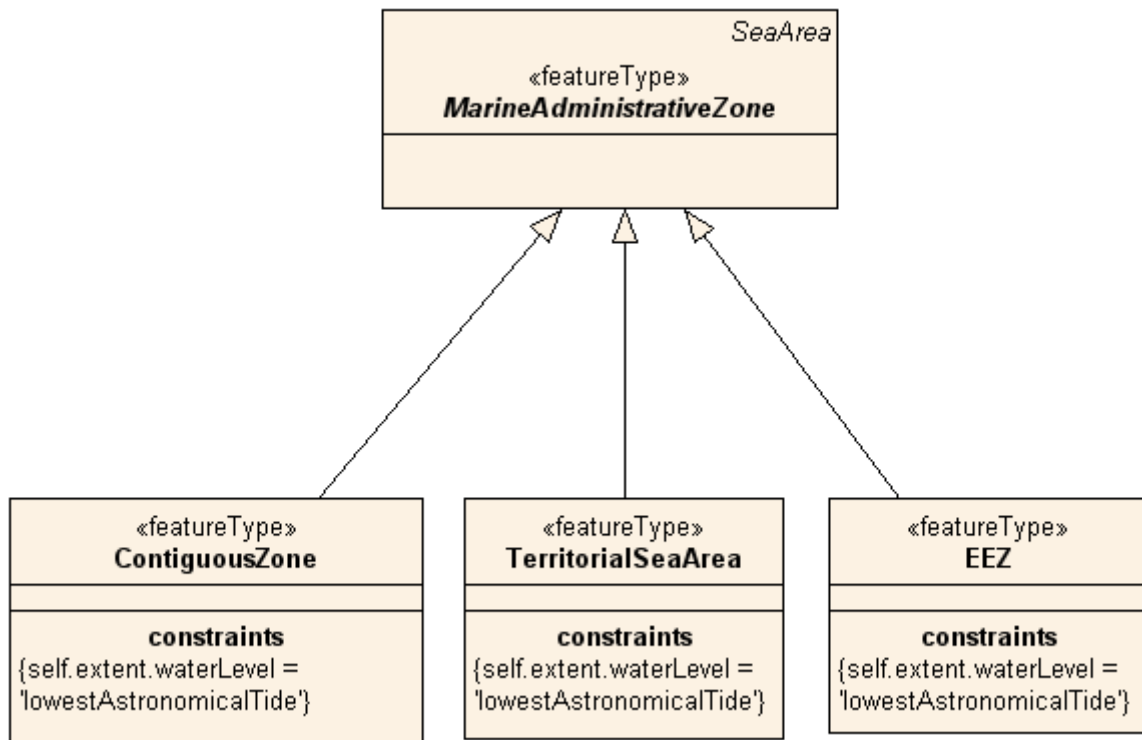 SeaArea
«featureType»
MarineAdministrativeZone
«featureType»
ContiguousZone
constraints
{self.extent.waterLevel =
'lowestAstronomicalTide'}
«featureType»
TerritorialSeaArea
constraints
{self.extent.waterLevel =
'lowestAstronomicalTide'}
«featureType»
EEZ
constraints
{self.extent.waterLevel =
'lowestAstronomicalTide'}